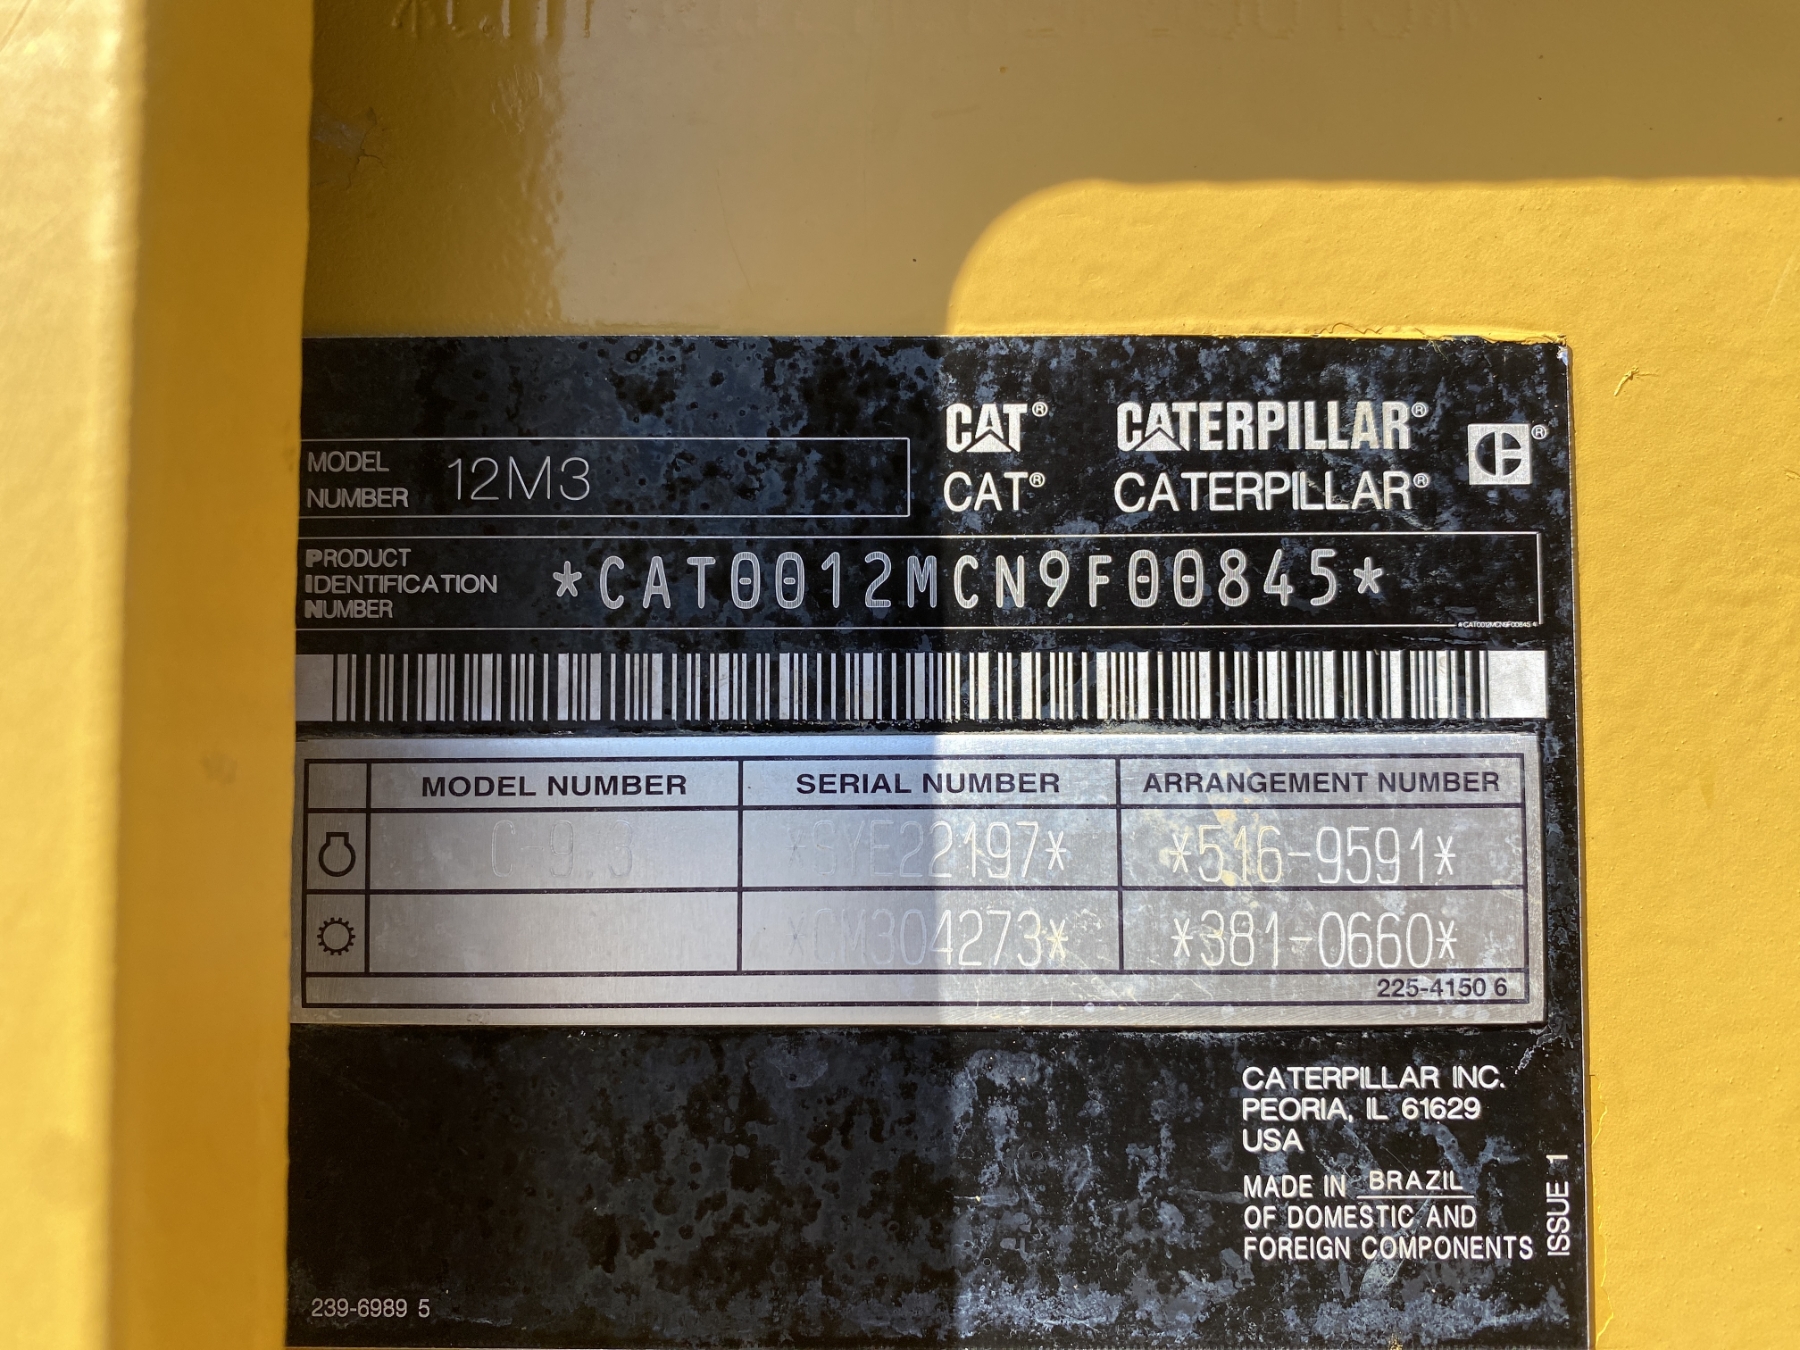 CAT® CATERPILLAR® ®
CAT® CATERPILLAR®
MODEL
NUMBER
12M3
PRODUCT
IDENTIFICATION
NUMBER
*CAT0012MCN9F00845*
*CAT0012MCN9F00845*
MODEL NUMBER SERIAL NUMBER ARRANGEMENT NUMBER
C 9.3 *SYE22197* *516-9591*
*381-0660*
225-4150 6
CATERPILLAR INC.
PEORIA, IL 61629
USA
MADE IN BRAZIL
OF DOMESTIC AND
FOREIGN COMPONENTS
ISSUE 1
239-6989 5